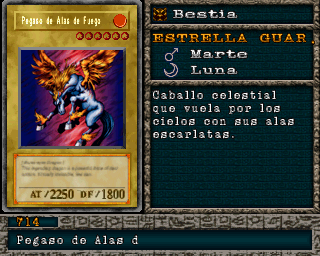 Pegaso de Alas de Fuego
AT/2250 DF/1800
Bestia
ESTRELLA GUAR.
Marte
Luna
Caballo celestial
que vuela por los
cielos con sus alas
escarlatas.
714
Pegaso de Alas d